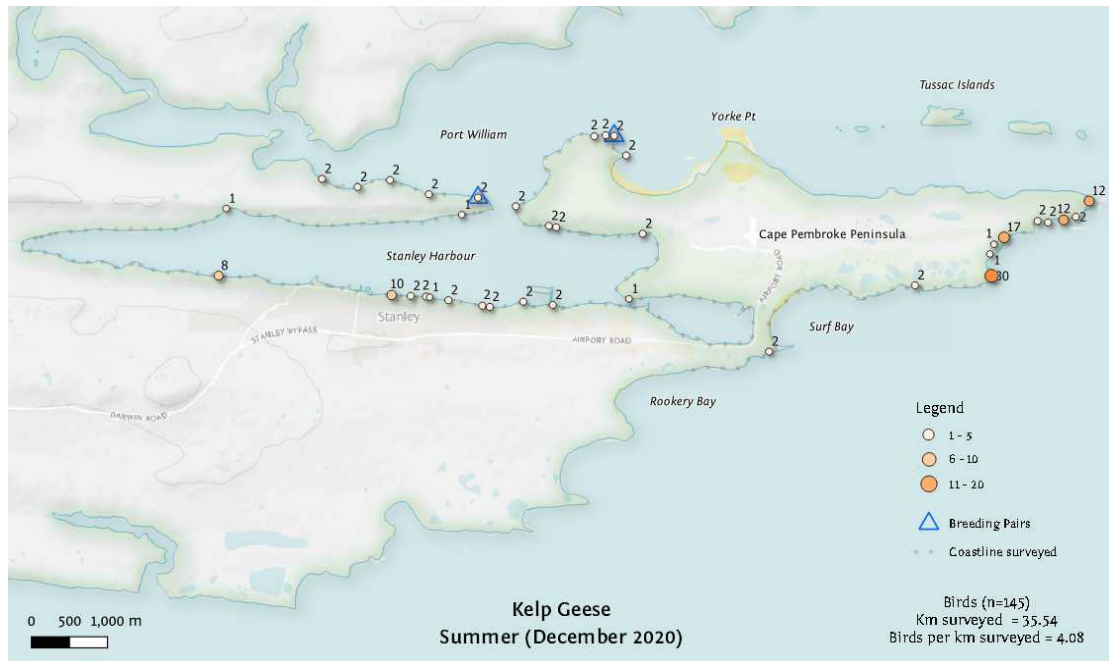 Tussac Islands
Yorke Pt
Port William
2 2 2
2
2
2
2
2
2
1
1
2
2 2
2
12
2 2 12 2
17
1
1
30
2
Cape Pembroke Peninsula
Stanley Harbour
8
10 2 2 1 2
2 2
2
2
1
Stanley
AIRPORT ROAD
STANLEY BYPASS
AIRPORT ROAD
Surf Bay
2
Rookery Bay
DARWIN ROAD
Legend
1 - 5
6 - 10
11 - 20
Breeding Pairs
Coastline surveyed
0 500 1,000 m
Kelp Geese
Summer (December 2020)
Birds (n=145)
Km surveyed = 35.54
Birds per km surveyed = 4.08